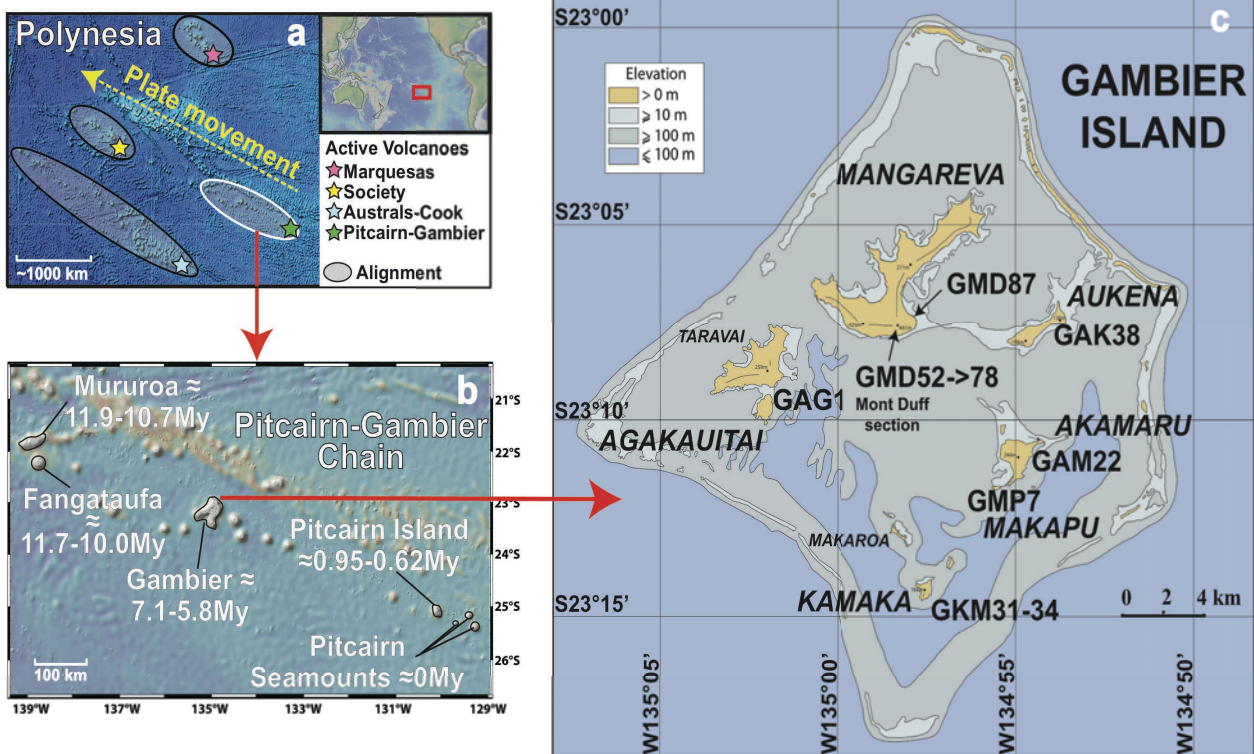 Polynesia
a
Plate movement
~1000 km
Active Volcanoes
Marquesas
Society
Australs-Cook
Pitcairn-Gambier
Alignment
b
Mururoa ≈
11.9-10.7My
Pitcairn-Gambier
Chain
Fangataufa
≈
11.7-10.0My
Gambier ≈
7.1-5.8My
Pitcairn Island
≈0.95-0.62My
Pitcairn
Seamounts ≈0My
100 km
21°S
22°S
23°S
24°S
25°S
26°S
139°W
137°W
135°W
133°W
131°W
129°W
c
GAMBIER
ISLAND
S23°00’
S23°05’
S23°10’
S23°15’
Elevation
> 0 m
⩾ 10 m
⩾ 100 m
⩽ 100 m
MANGAREVA
GMD87
AUKENA
GAK38
TARAVAI
GMD52->78
Mont Duff
section
GAG1
AGAKAUITAI
AKAMARU
GAM22
GMP7
MAKAPU
MAKAROA
KAMAKA
GKM31-34
0 2 4 km
W135°05’
W135°00’
W134°55’
W134°50’